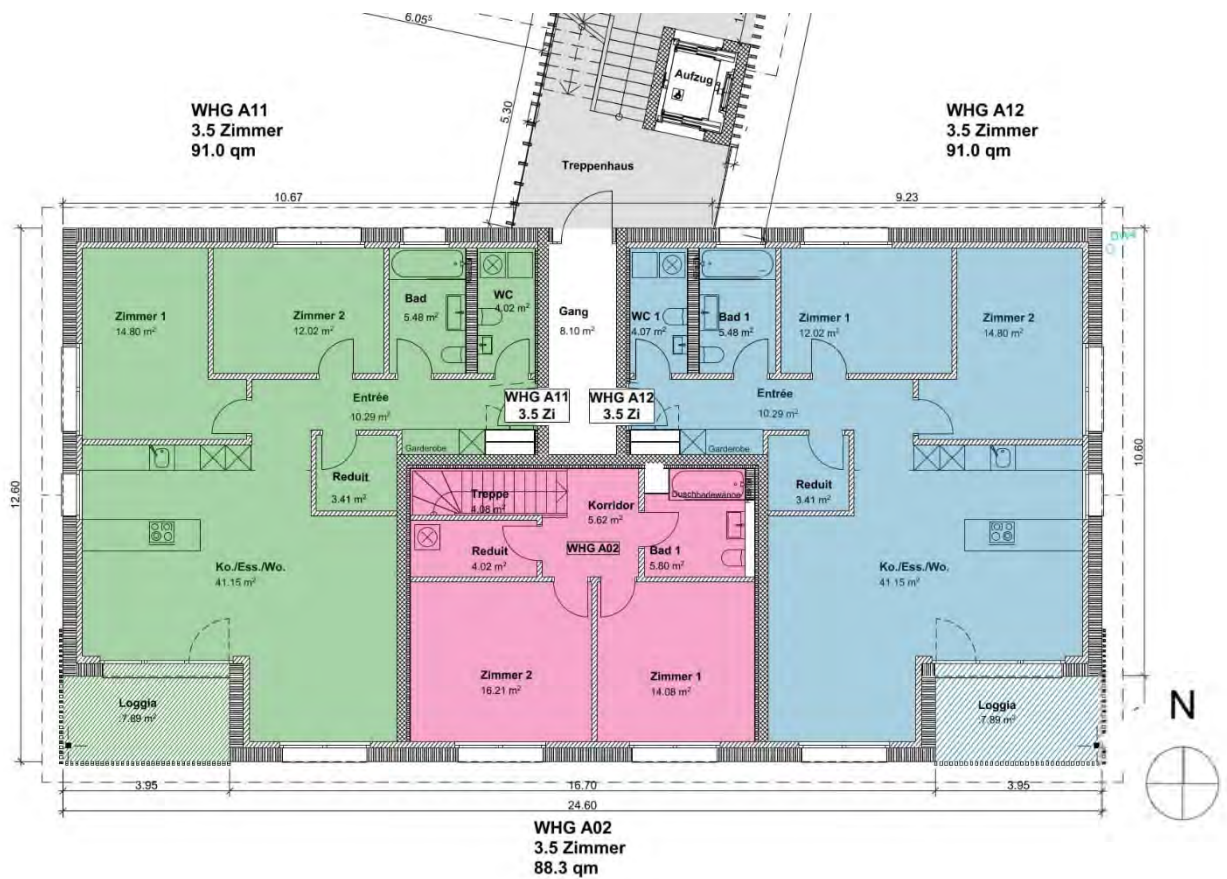 6.05⁵
5.30
Aufzug
Treppenhaus
WHG A11
3.5 Zimmer
91.0 qm
WHG A12
3.5 Zimmer
91.0 qm
10.67
9.23
12.60
10.60
Zimmer 1
14.80 m²
Zimmer 2
12.02 m²
Bad
5.48 m²
WC
4.02 m²
Gang
8.10 m²
WC 1
4.07 m²
Bad 1
5.48 m²
Zimmer 1
12.02 m²
Zimmer 2
14.80 m²
Entrée
10.29 m²
WHG A11
3.5 Zi
WHG A12
3.5 Zi
Entrée
10.29 m²
Garderobe
Garderobe
Reduit
3.41 m²
Treppe
4.08 m²
Korridor
5.62 m²
Duschbadewanne
Reduit
3.41 m²
Reduit
4.02 m²
WHG A02
Bad 1
5.80 m²
Ko./Ess./Wo.
41.15 m²
Ko./Ess./Wo.
41.15 m²
Zimmer 2
16.21 m²
Zimmer 1
14.08 m²
Loggia
7.89 m²
Loggia
7.89 m²
N
3.95
16.70
3.95
24.60
WHG A02
3.5 Zimmer
88.3 qm